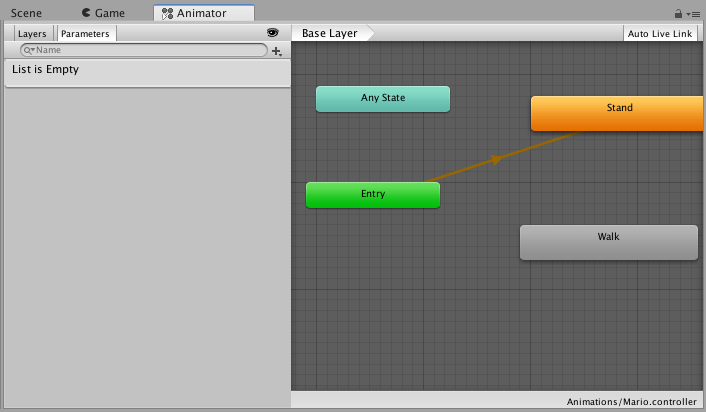 Scene Game Animator
Layers Parameters Base Layer Auto Live Link
Name
List is Empty
Any State
Stand
Entry
Walk
Animations/Mario.controller